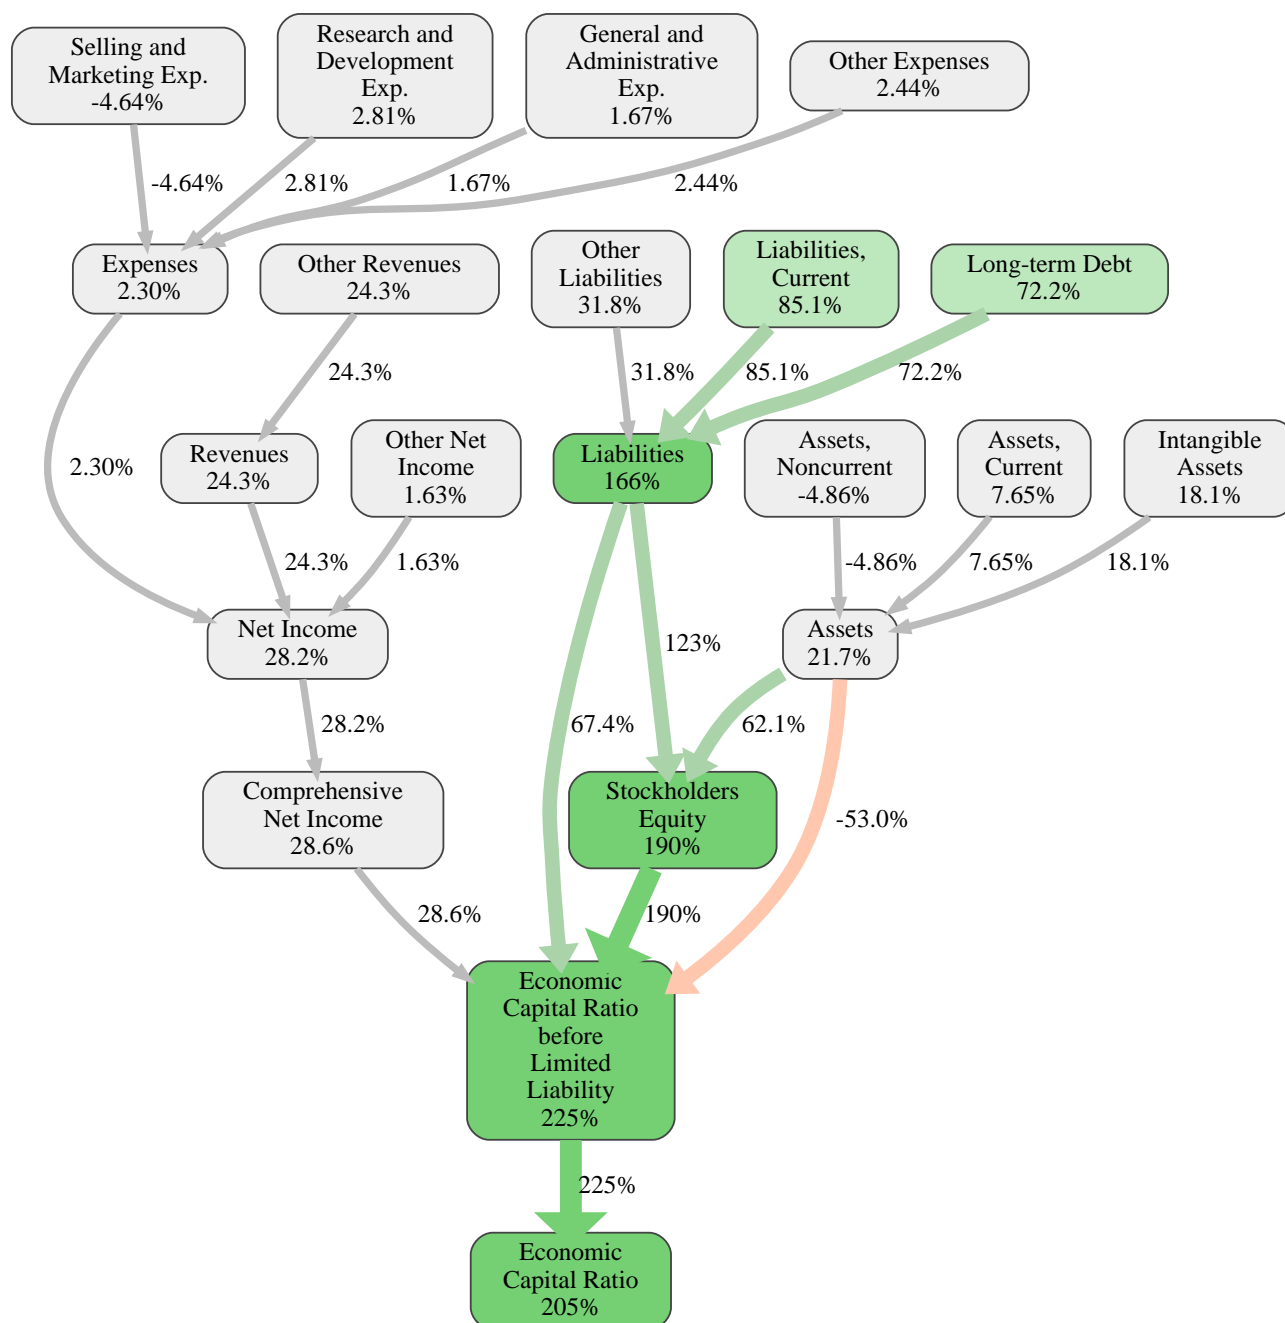 Selling and
Marketing Exp.
-4.64%
Research and
Development
Exp.
2.81%
General and
Administrative
Exp.
1.67%
Other Expenses
2.44%
-4.64%
2.81%
1.67%
2.44%
Expenses
2.30%
Other Revenues
24.3%
Other
Liabilities
31.8%
Liabilities,
Current
85.1%
Long-term Debt
72.2%
24.3%
31.8%
85.1%
72.2%
2.30%
Revenues
24.3%
Other Net
Income
1.63%
Liabilities
166%
Assets,
Noncurrent
-4.86%
Assets,
Current
7.65%
Intangible
Assets
18.1%
24.3%
1.63%
-4.86%
7.65%
18.1%
Net Income
28.2%
123%
Assets
21.7%
28.2%
67.4%
62.1%
Comprehensive
Net Income
28.6%
Stockholders
Equity
190%
-53.0%
28.6%
190%
Economic
Capital Ratio
before
Limited
Liability
225%
225%
Economic
Capital Ratio
205%